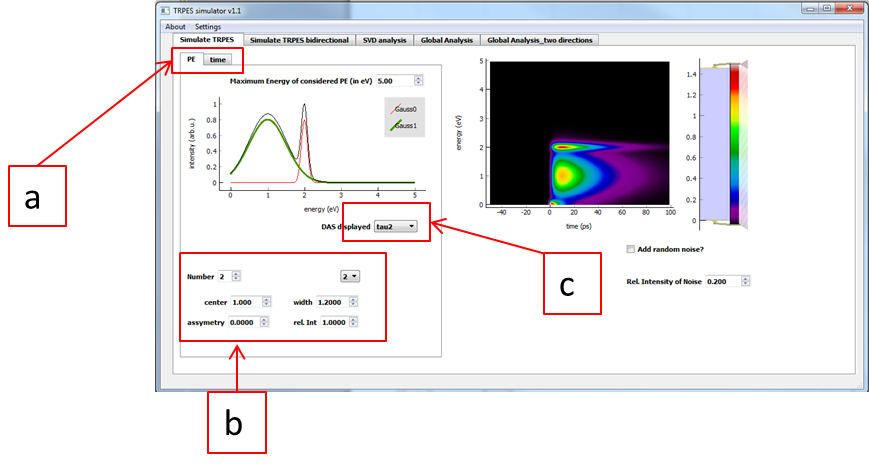 TRPES simulator v1.1
About Settings
Simulate TRPES Simulate TRPES bidirectional SVD analysis Global Analysis Global Analysis_two directions
PE time
Maximum Energy of considered PE (in eV) 5.00
1
0.8
0.6
0.4
0.2
0
intensity (arb.u.)
Gauss0
Gauss1
0 1 2 3 4 5
energy (eV)
DAS displayed tau2
Number 2 2
center 1.000 width 1.2000
assymetry 0.0000 rel. Int 1.0000
5
4
3
2
1
0
energy (eV)
-40 -20 0 20 40 60 80 100
time (ps)
1.4
1.2
1
0.8
0.6
0.4
0.2
0
Add random noise?
Rel. Intensity of Noise 0.200
a
b
c